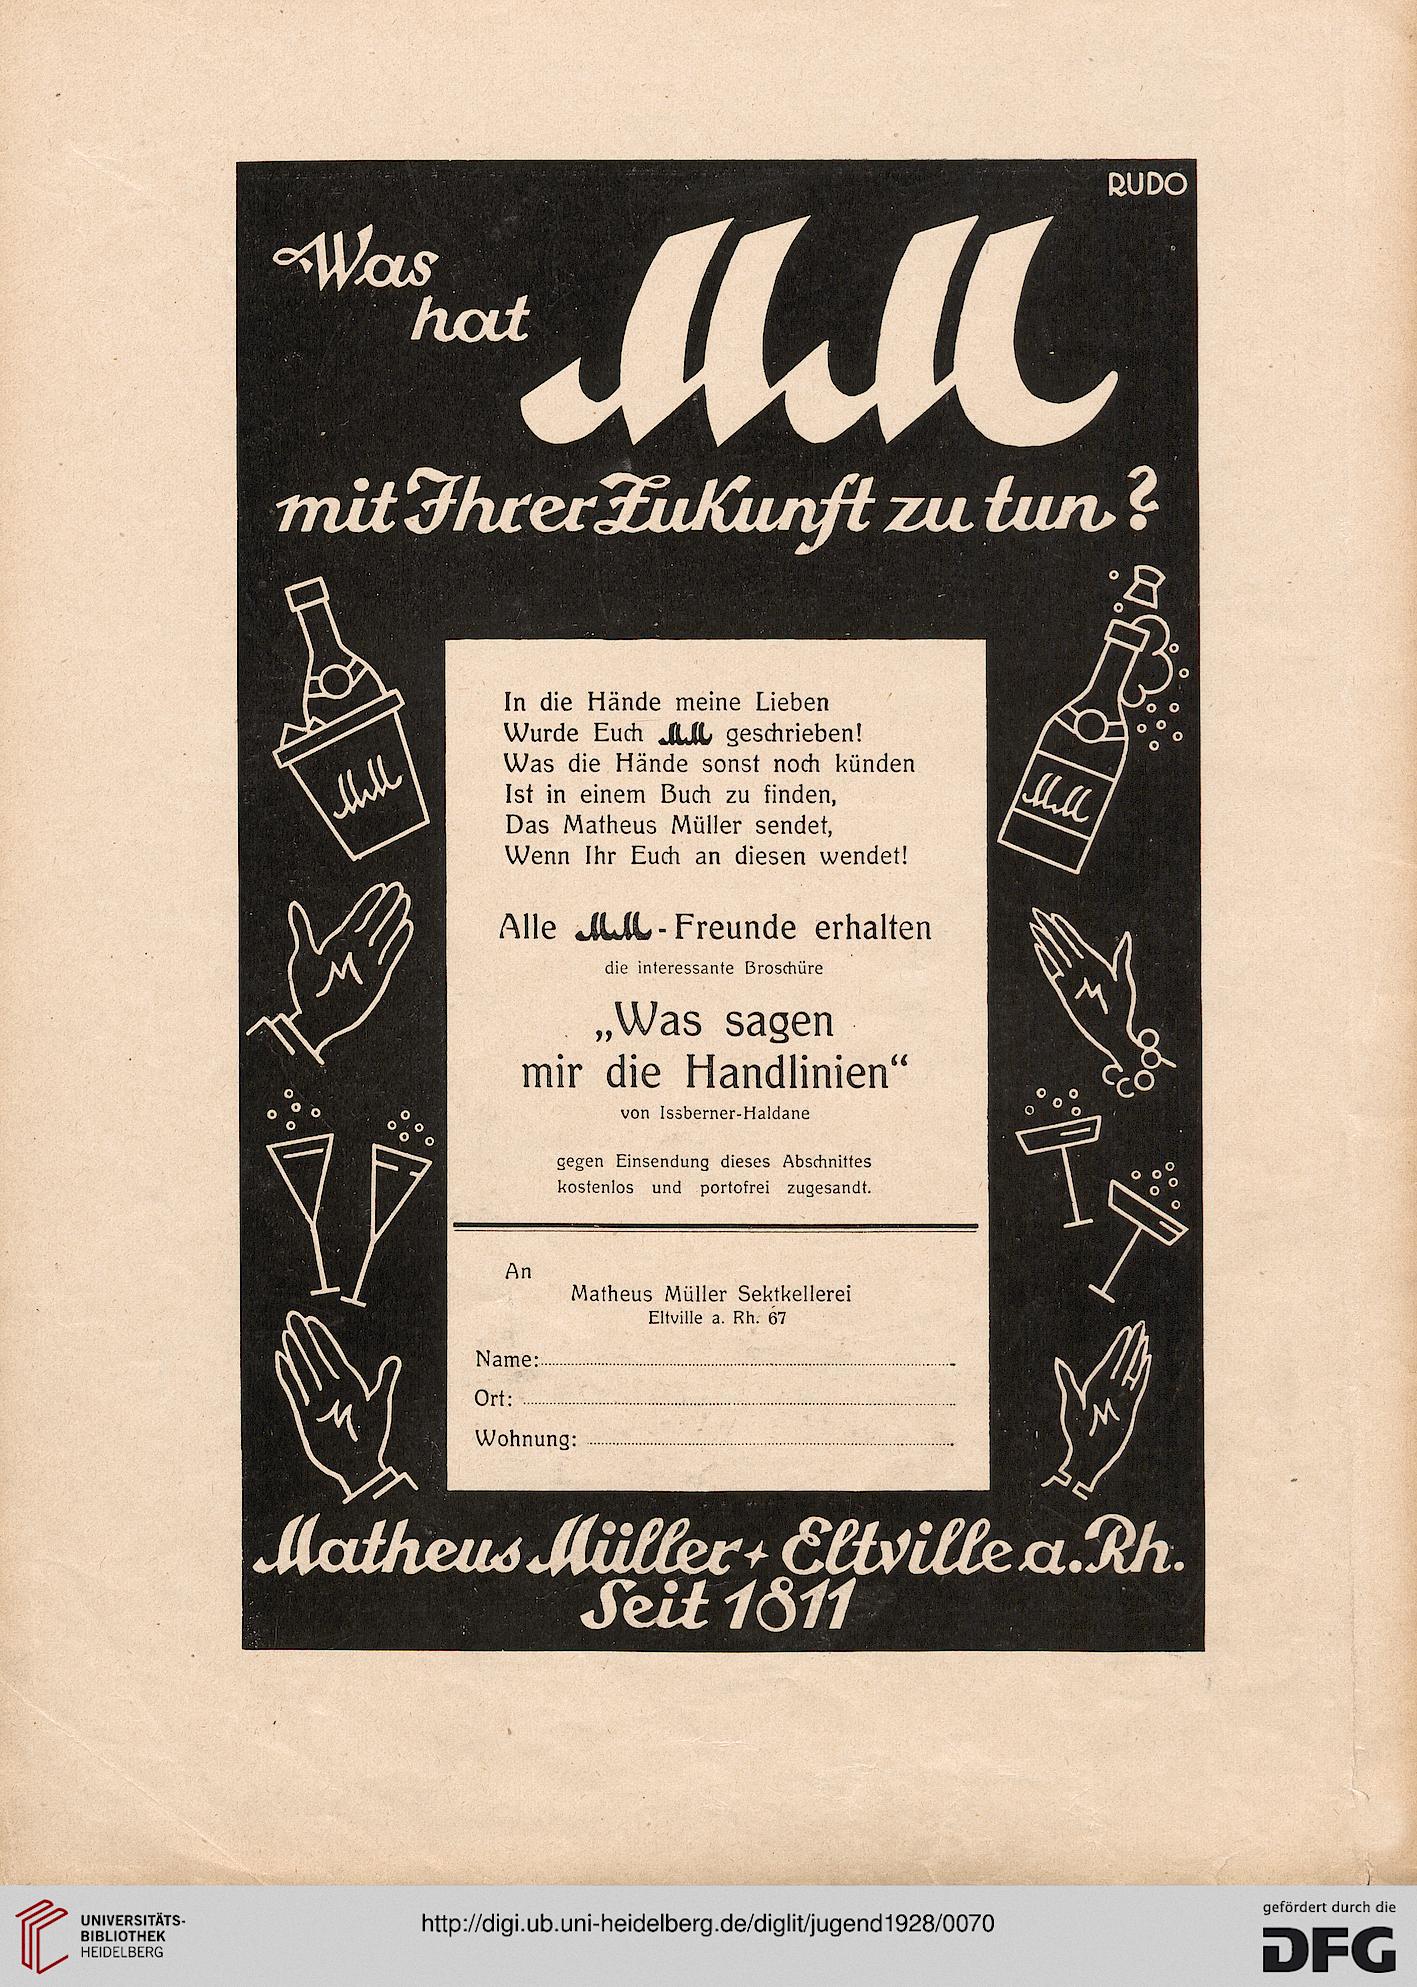 RUDO
Was
hat MM
mit Ihrer Zukunft zu tun?
MM
MM
In die Hände meine Lieben
Wurde Euch MM geschrieben!
Was die Hände sonst noch künden
Ist in einem Buch zu finden,
Das Matheus Müller sendet,
Wenn Ihr Euch an diesen wendet!
M
M
Alle MM-Freunde erhalten
die interessante Broschüre
„Was sagen
mir die Handlinien“
von Issberner-Haldane
gegen Einsendung dieses Abschnittes
kostenlos und portofrei zugesandt.
An
Matheus Müller Sektkellerei
Eltville a. Rh. 67
Name:
Ort:
Wohnung:
M
M
Matheus Müller + Eltville a. Rh.
Seit 1811
UNIVERSITÄTS-
BIBLIOTHEK
HEIDELBERG
http://digi.ub.uni-heidelberg.de/diglit/jugend1928/0070
gefördert durch die
DFG